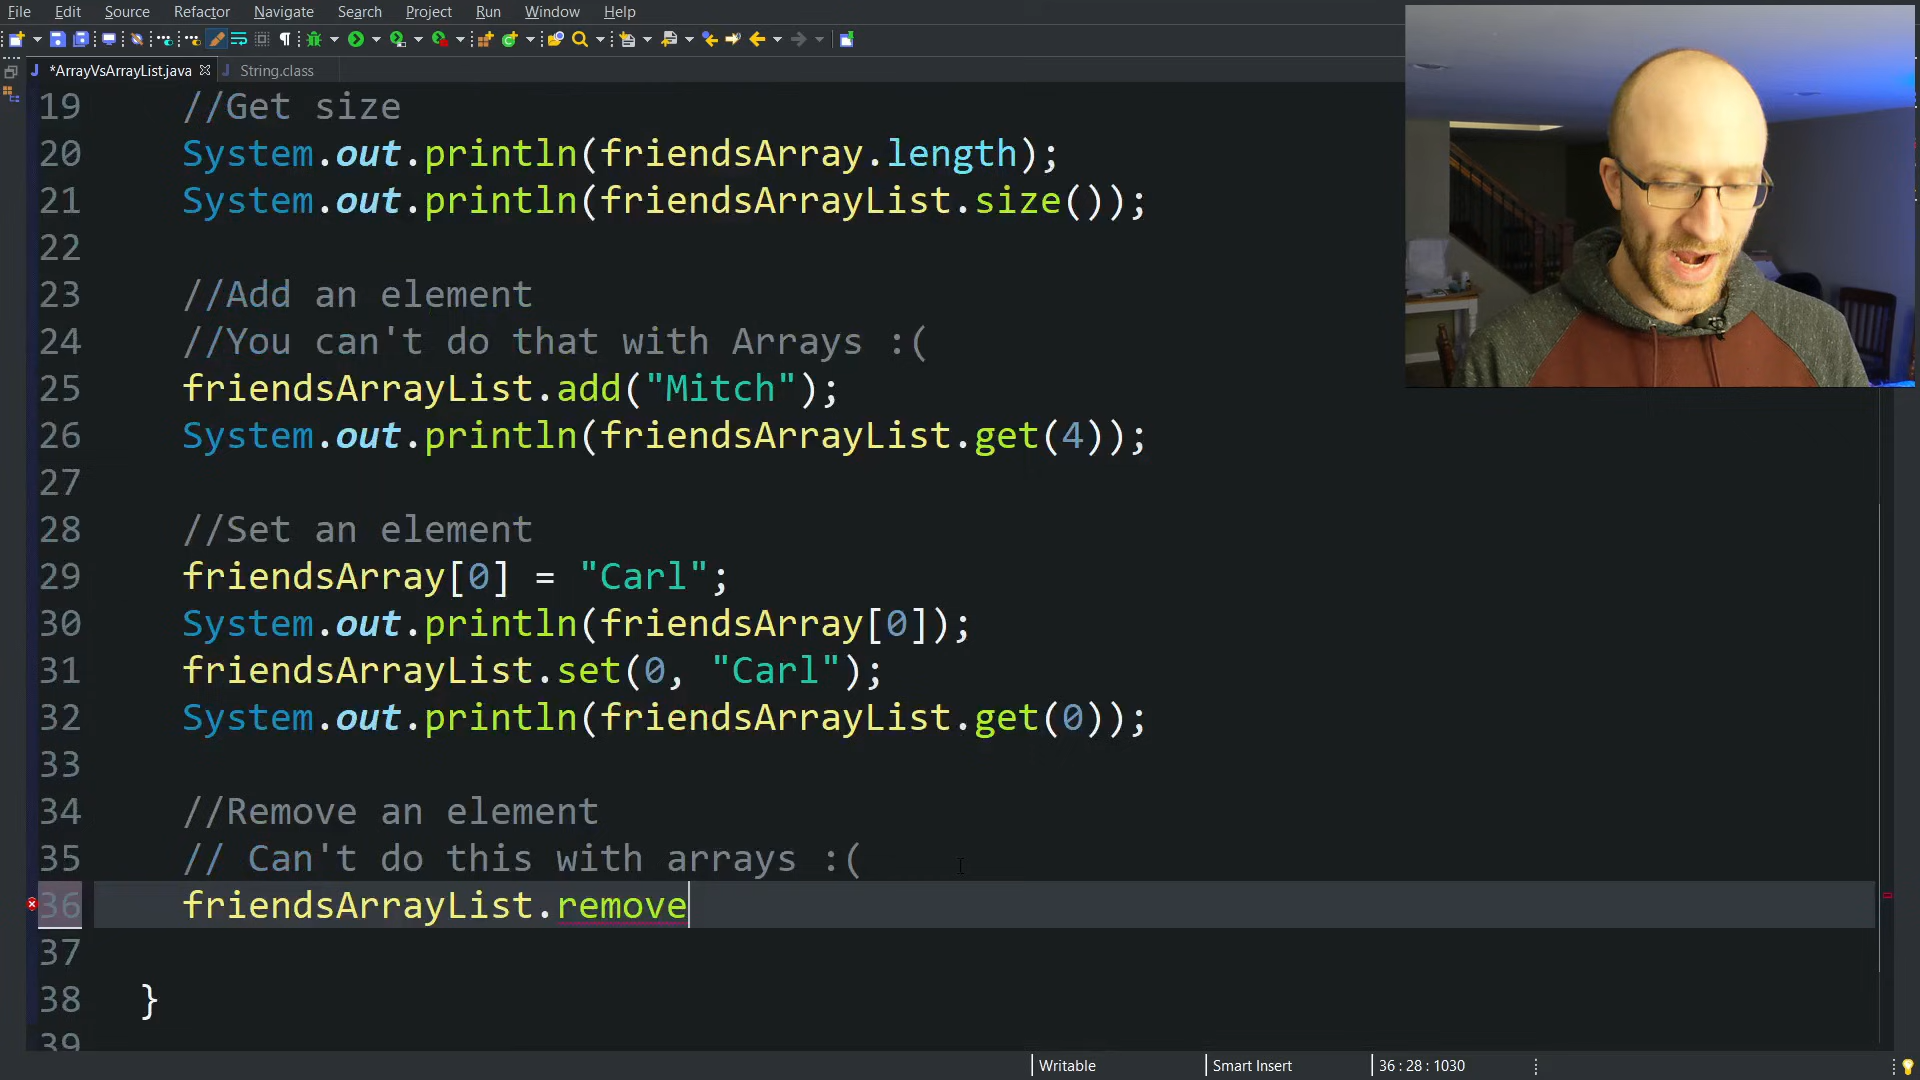 File Edit Source Refactor Navigate Search Project Run Window Help
*ArrayVsArrayList.java String.class
19 //Get size
20 System.out.println(friendsArray.length);
21 System.out.println(friendsArrayList.size());
22
23 //Add an element
24 //You can't do that with Arrays :(
25 friendsArrayList.add("Mitch");
26 System.out.println(friendsArrayList.get(4));
27
28 //Set an element
29 friendsArray[0] = "Carl";
30 System.out.println(friendsArray[0]);
31 friendsArrayList.set(0, "Carl");
32 System.out.println(friendsArrayList.get(0));
33
34 //Remove an element
35 // Can't do this with arrays :(
36 friendsArrayList.remove
37
38 }
39
Writable Smart Insert 36 : 28 : 1030